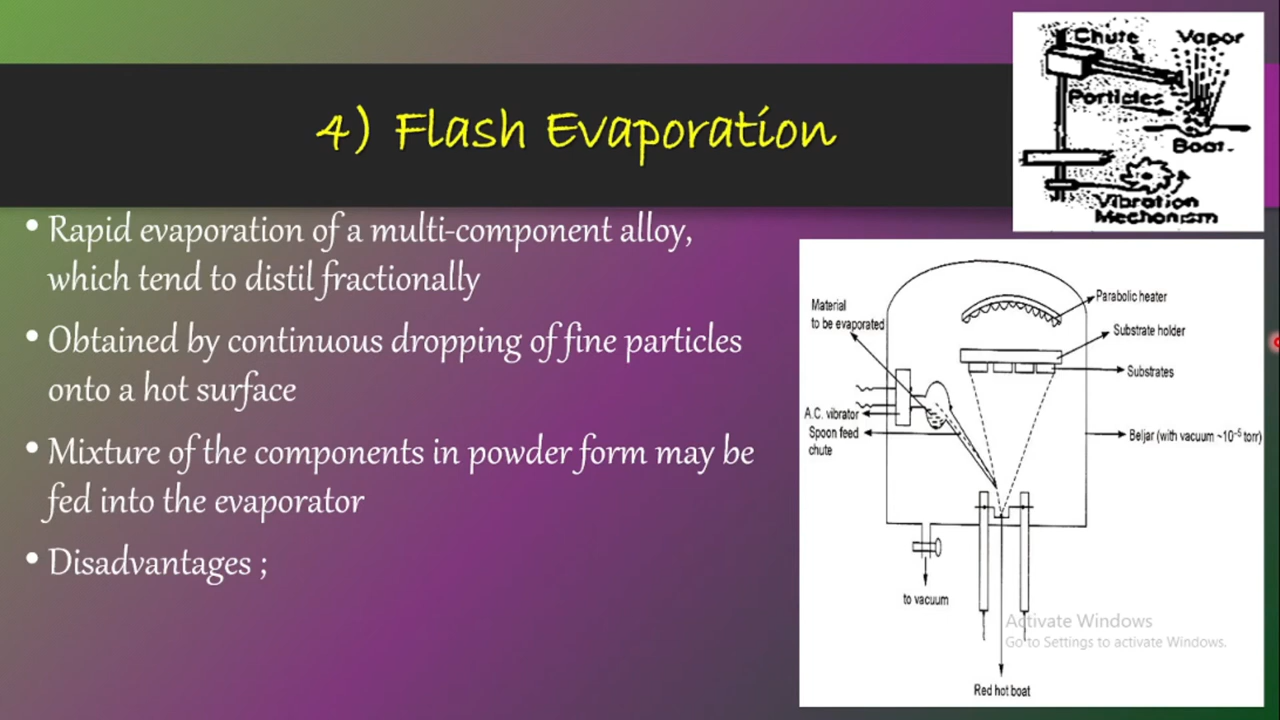 4) Flash Evaporation
• Rapid evaporation of a multi-component alloy,
which tend to distil fractionally
• Obtained by continuous dropping of fine particles
onto a hot surface
• Mixture of the components in powder form may be
fed into the evaporator
• Disadvantages ;
Chute
Vapor
Particles
Boat
Vibration
Mechanism
Material
to be evaporated
Parabolic heater
Substrate holder
Substrates
A.C. vibrator
Spoon feed
chute
Beljar (with vacuum ~10⁻⁵ torr)
to vacuum
Red hot boat
Activate Windows
Go to Settings to activate Windows.